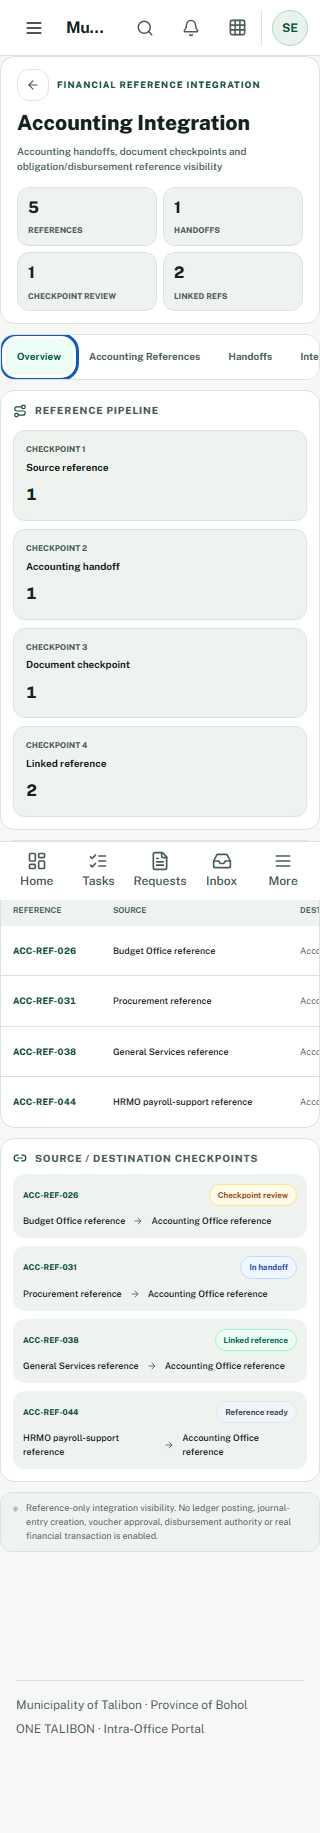 Mu...
SE
FINANCIAL REFERENCE INTEGRATION
Accounting Integration
Accounting handoffs, document checkpoints and
obligation/disbursement reference visibility
5
REFERENCES
1
HANDOFFS
1
CHECKPOINT REVIEW
2
LINKED REFS
Overview Accounting References Handoffs Inte
REFERENCE PIPELINE
CHECKPOINT 1
Source reference
1
CHECKPOINT 2
Accounting handoff
1
CHECKPOINT 3
Document checkpoint
1
CHECKPOINT 4
Linked reference
2
Home Tasks Requests Inbox More
REFERENCE SOURCE DEST
ACC-REF-026 Budget Office reference Acco
ACC-REF-031 Procurement reference Acco
ACC-REF-038 General Services reference Acco
ACC-REF-044 HRMO payroll-support reference Acco
SOURCE / DESTINATION CHECKPOINTS
ACC-REF-026 Checkpoint review
Budget Office reference → Accounting Office reference
ACC-REF-031 In handoff
Procurement reference → Accounting Office reference
ACC-REF-038 Linked reference
General Services reference → Accounting Office reference
ACC-REF-044 Reference ready
HRMO payroll-support reference → Accounting Office reference
Reference-only integration visibility. No ledger posting, journal-
entry creation, voucher approval, disbursement authority or real
financial transaction is enabled.
Municipality of Talibon · Province of Bohol
ONE TALIBON · Intra-Office Portal